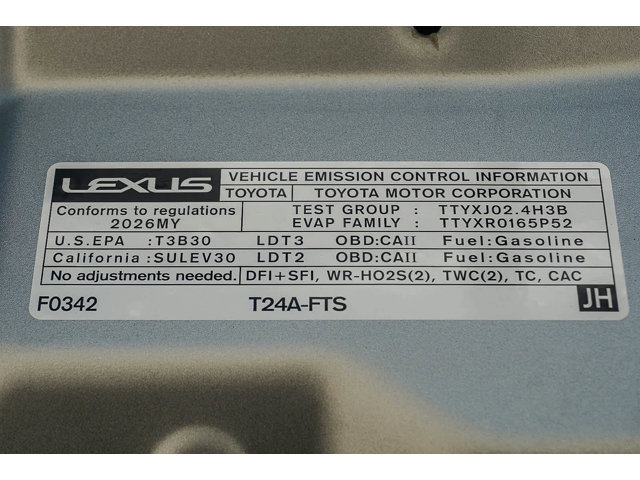 LEXUS VEHICLE EMISSION CONTROL INFORMATION
TOYOTA TOYOTA MOTOR CORPORATION
Conforms to regulations TEST GROUP : TTYXJ02.4H3B
2026MY EVAP FAMILY : TTYXR0165P52
U.S.EPA :T3B30 LDT3 OBD:CAII Fuel:Gasoline
California :SULEV30 LDT2 OBD:CAII Fuel:Gasoline
No adjustments needed. DFI+SFI, WR-HO2S(2), TWC(2), TC, CAC
F0342 T24A-FTS JH